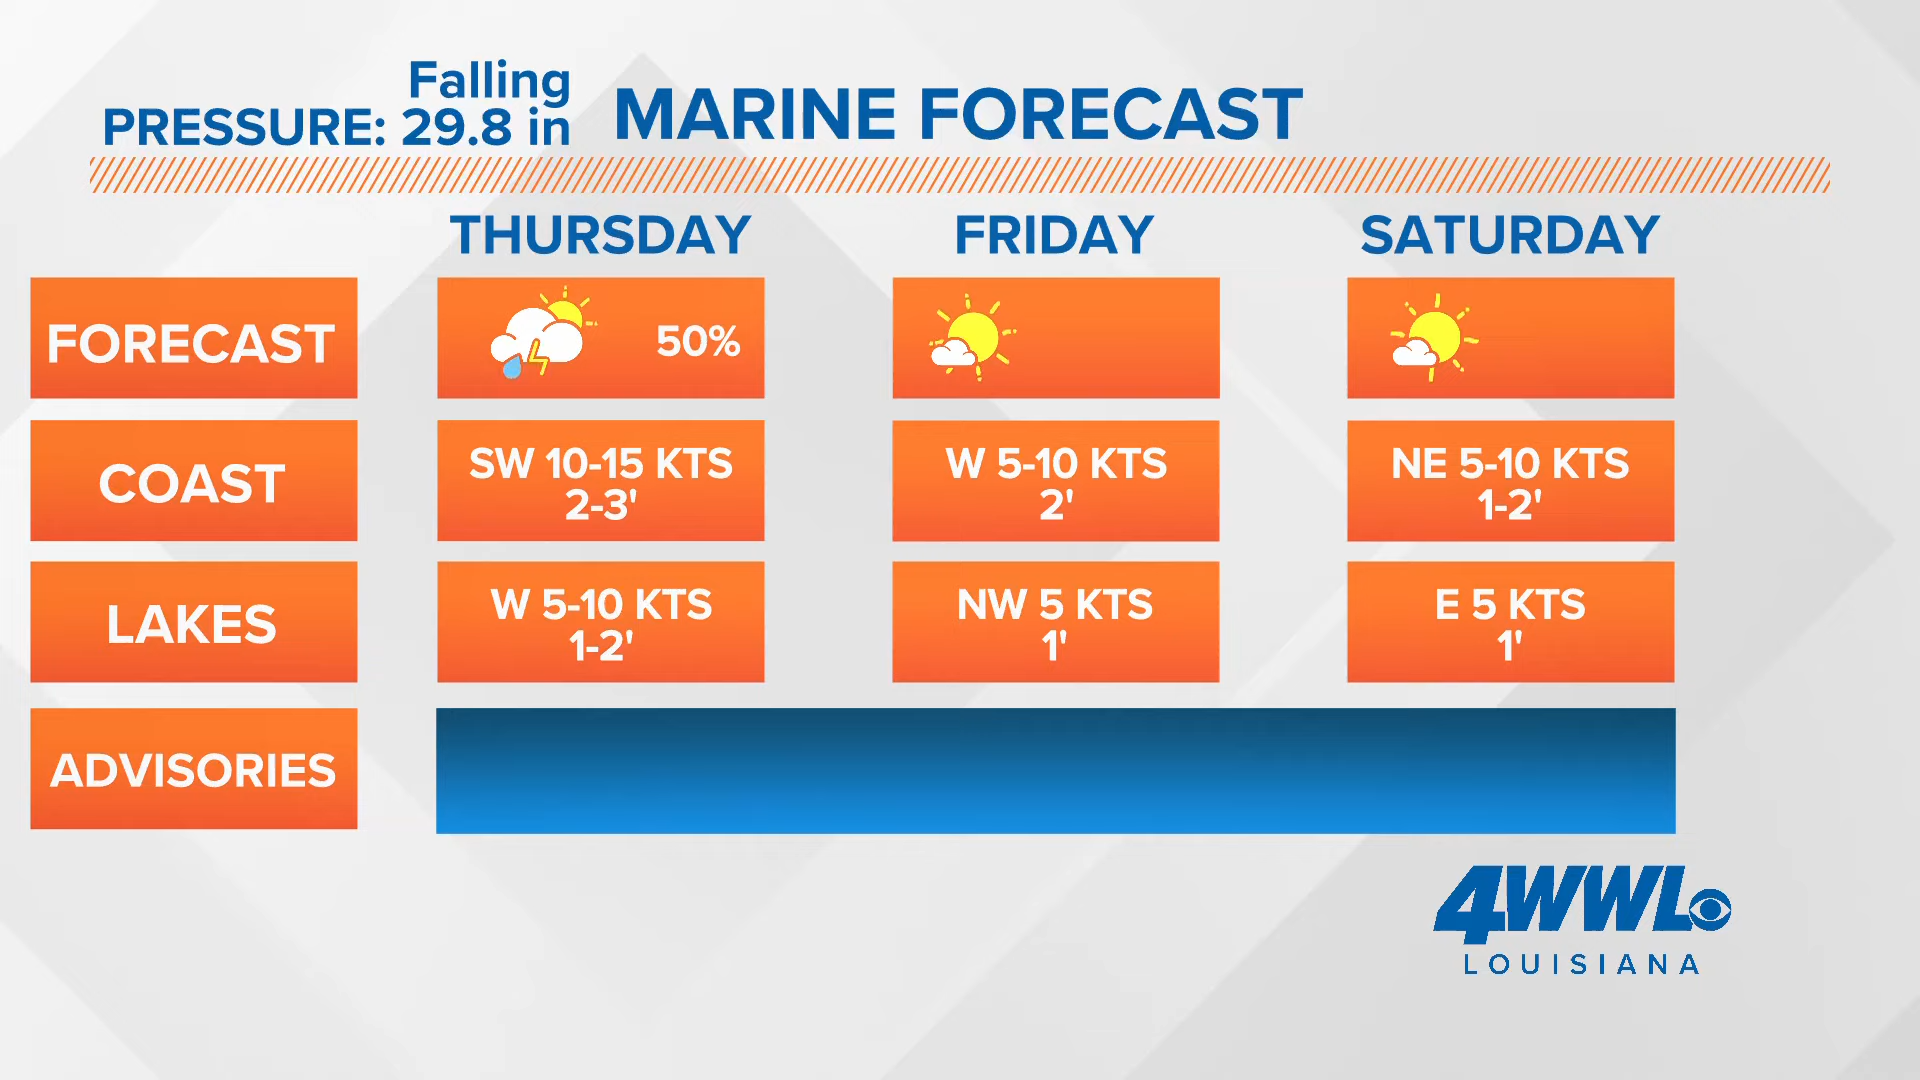 Falling
PRESSURE: 29.8 in
MARINE FORECAST
THURSDAY
FRIDAY
SATURDAY
FORECAST
50%
COAST
SW 10-15 KTS
2-3'
W 5-10 KTS
2'
NE 5-10 KTS
1-2'
LAKES
W 5-10 KTS
1-2'
NW 5 KTS
1'
E 5 KTS
1'
ADVISORIES
4WWL
LOUISIANA